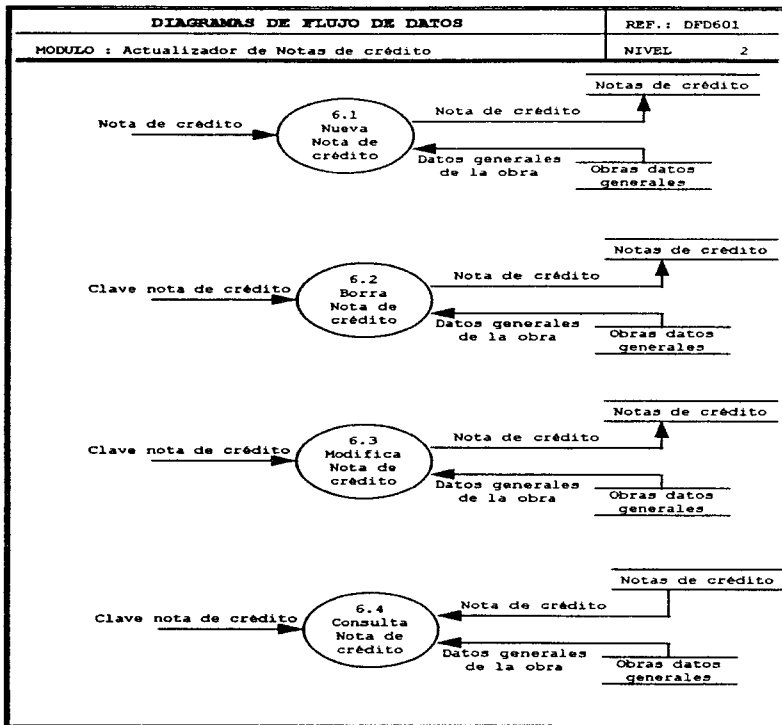 DIAGRAMAS DE FLUJO DE DATOS
REF.: DFD601
MODULO : Actualizador de Notas de crédito
NIVEL 2
Notas de crédito
Nota de crédito
Nota de crédito
6.1
Nueva
Nota de
crédito
Datos generales
de la obra
Obras datos
generales
Notas de crédito
Clave nota de crédito
Nota de crédito
6.2
Borra
Nota de
crédito
Datos generales
de la obra
Obras datos
generales
Notas de crédito
Clave nota de crédito
Nota de crédito
6.3
Modifica
Nota de
crédito
Datos generales
de la obra
Obras datos
generales
Notas de crédito
Clave nota de crédito
Nota de crédito
6.4
Consulta
Nota de
crédito
Datos generales
de la obra
Obras datos
generales